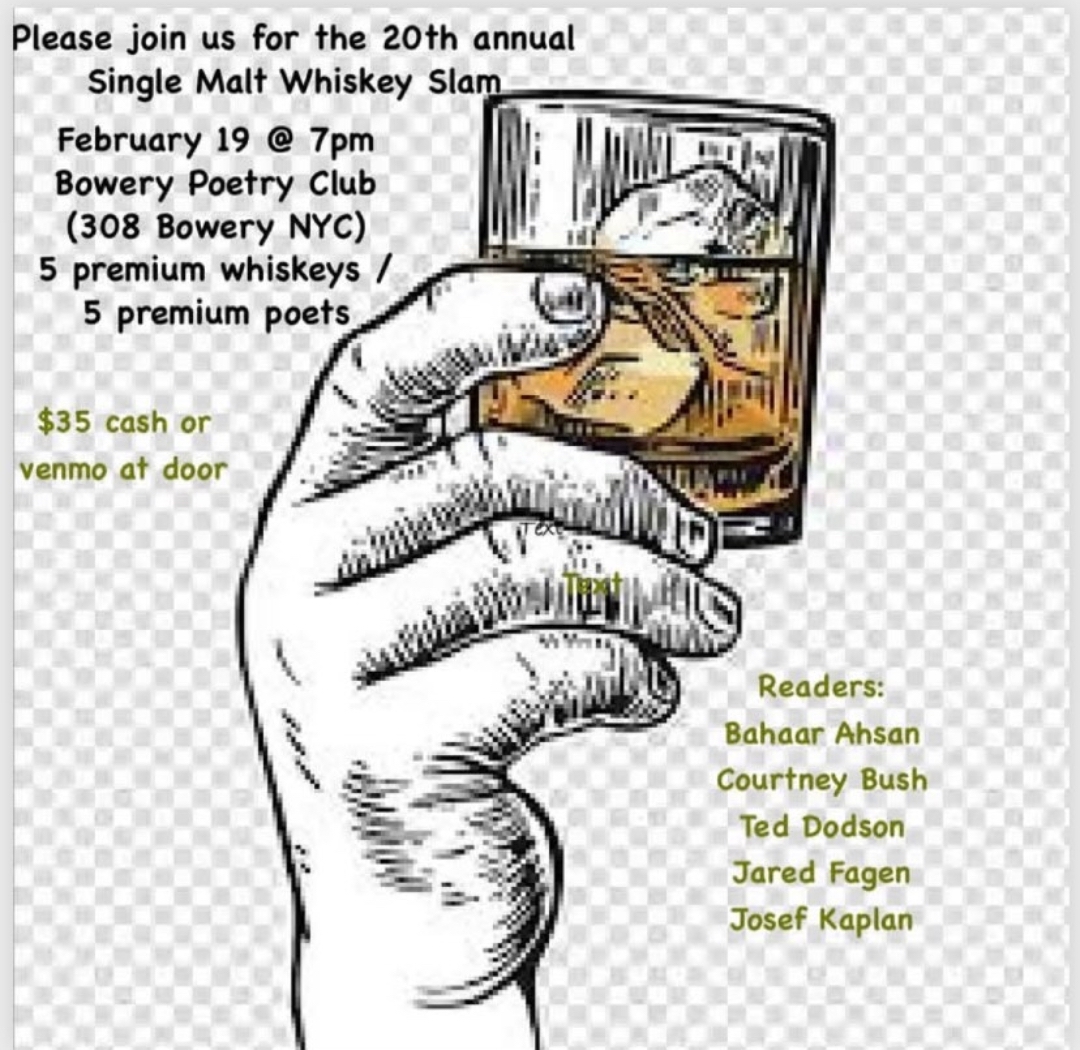 Please join us for the 20th annual
Single Malt Whiskey Slam
February 19 @ 7pm
Bowery Poetry Club
(308 Bowery NYC)
5 premium whiskeys /
5 premium poets
$35 cash or
venmo at door
Text
Text
Readers:
Bahaar Ahsan
Courtney Bush
Ted Dodson
Jared Fagen
Josef Kaplan